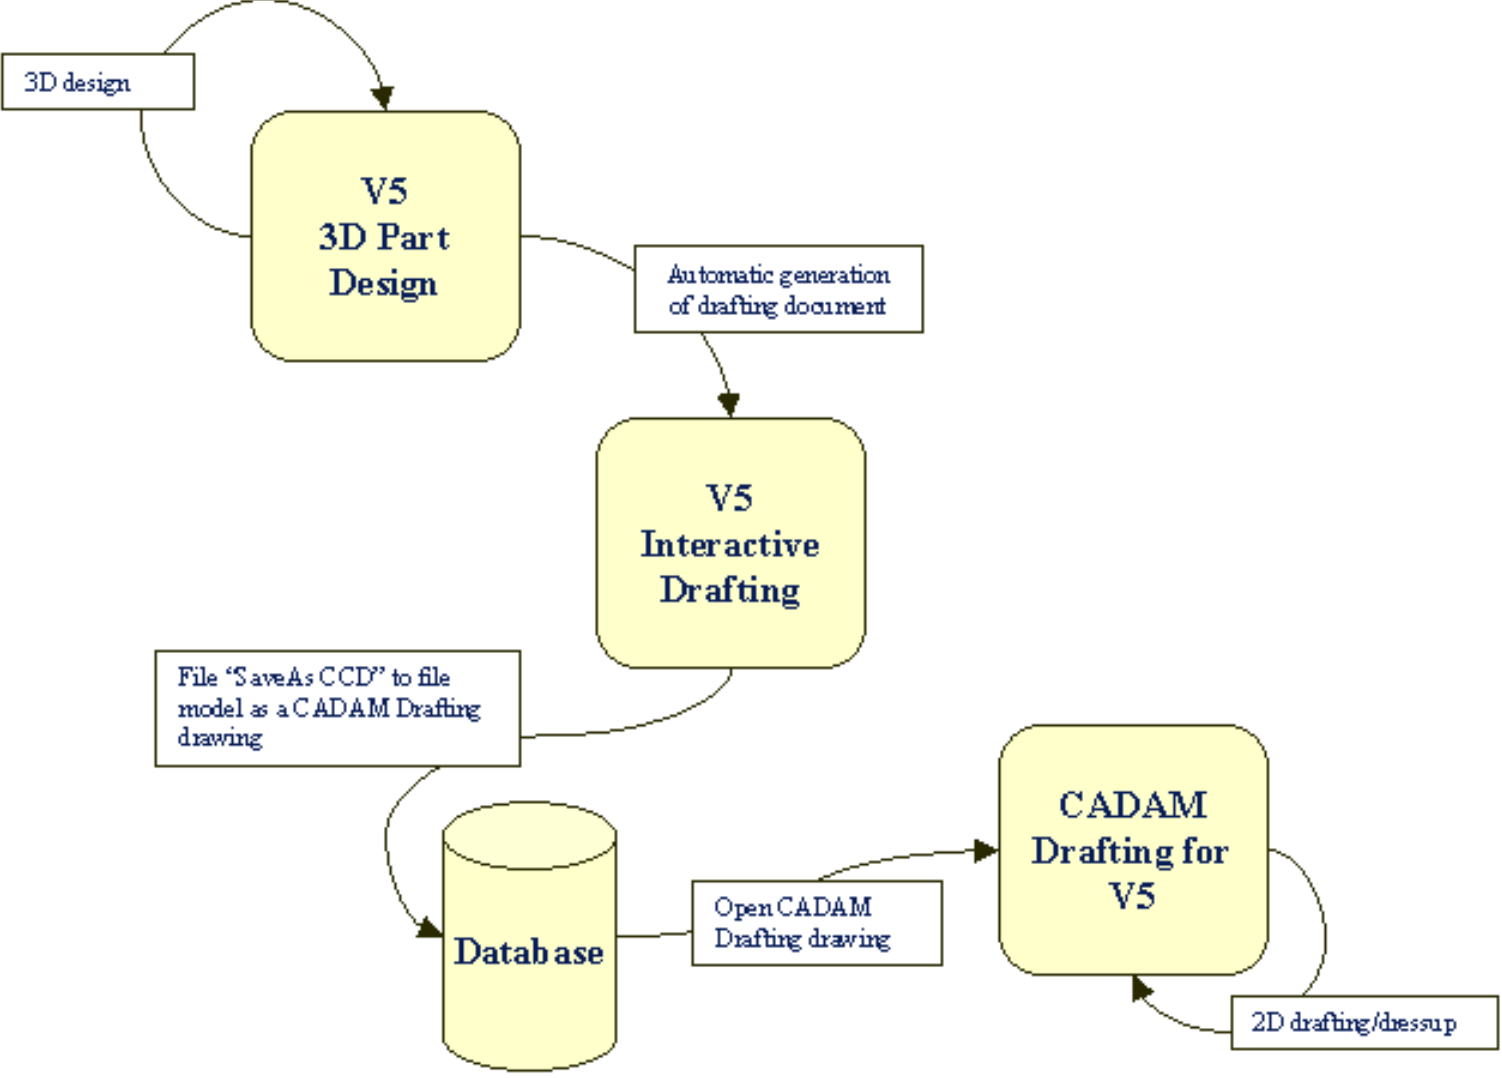 3D design
V5
3D Part
Design
Automatic generation
of drafting document
V5
Interactive
Drafting
File “SaveAs CCD” to file
model as a CADAM Drafting
drawing
Database
Open CADAM
Drafting drawing
CADAM
Drafting for
V5
2D drafting/dressup